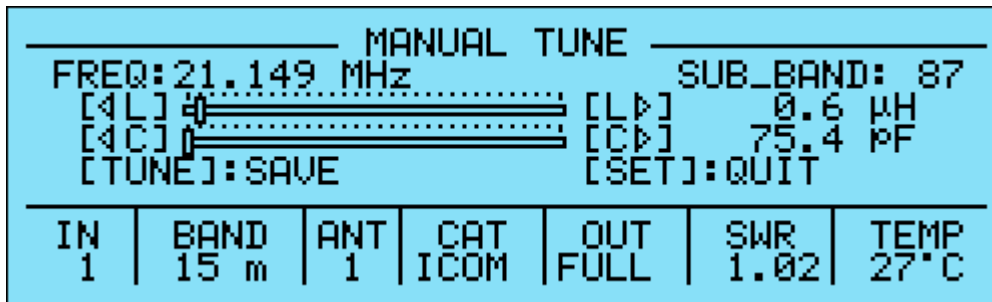 MANUAL TUNE
FREQ:21.149 MHz SUB_BAND: 87
[◁L] [L▷] 0.6 µH
[◁C] [C▷] 75.4 pF
[TUNE]:SAVE [SET]:QUIT
IN BAND ANT CAT OUT SWR TEMP
1 15 m 1 ICOM FULL 1.02 27°C